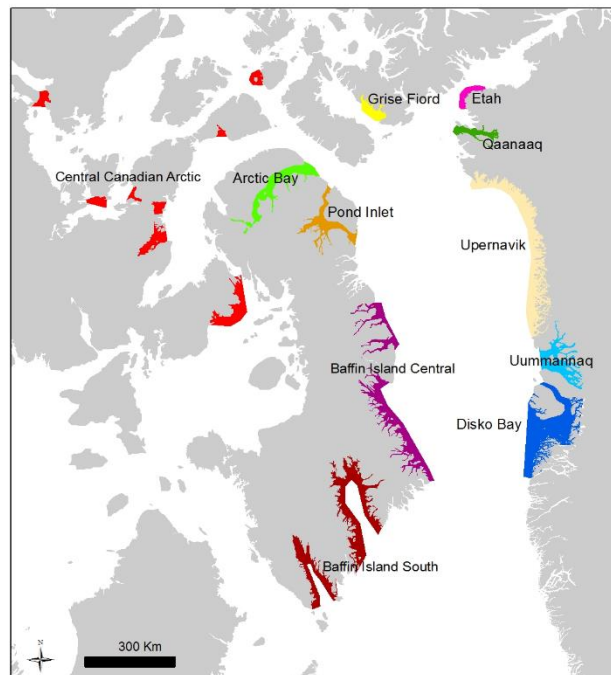 Grise Fiord
Etah
Qaanaaq
Central Canadian Arctic
Arctic Bay
Pond Inlet
Upernavik
Uummannaq
Baffin Island Central
Disko Bay
Baffin Island South
N
300 Km